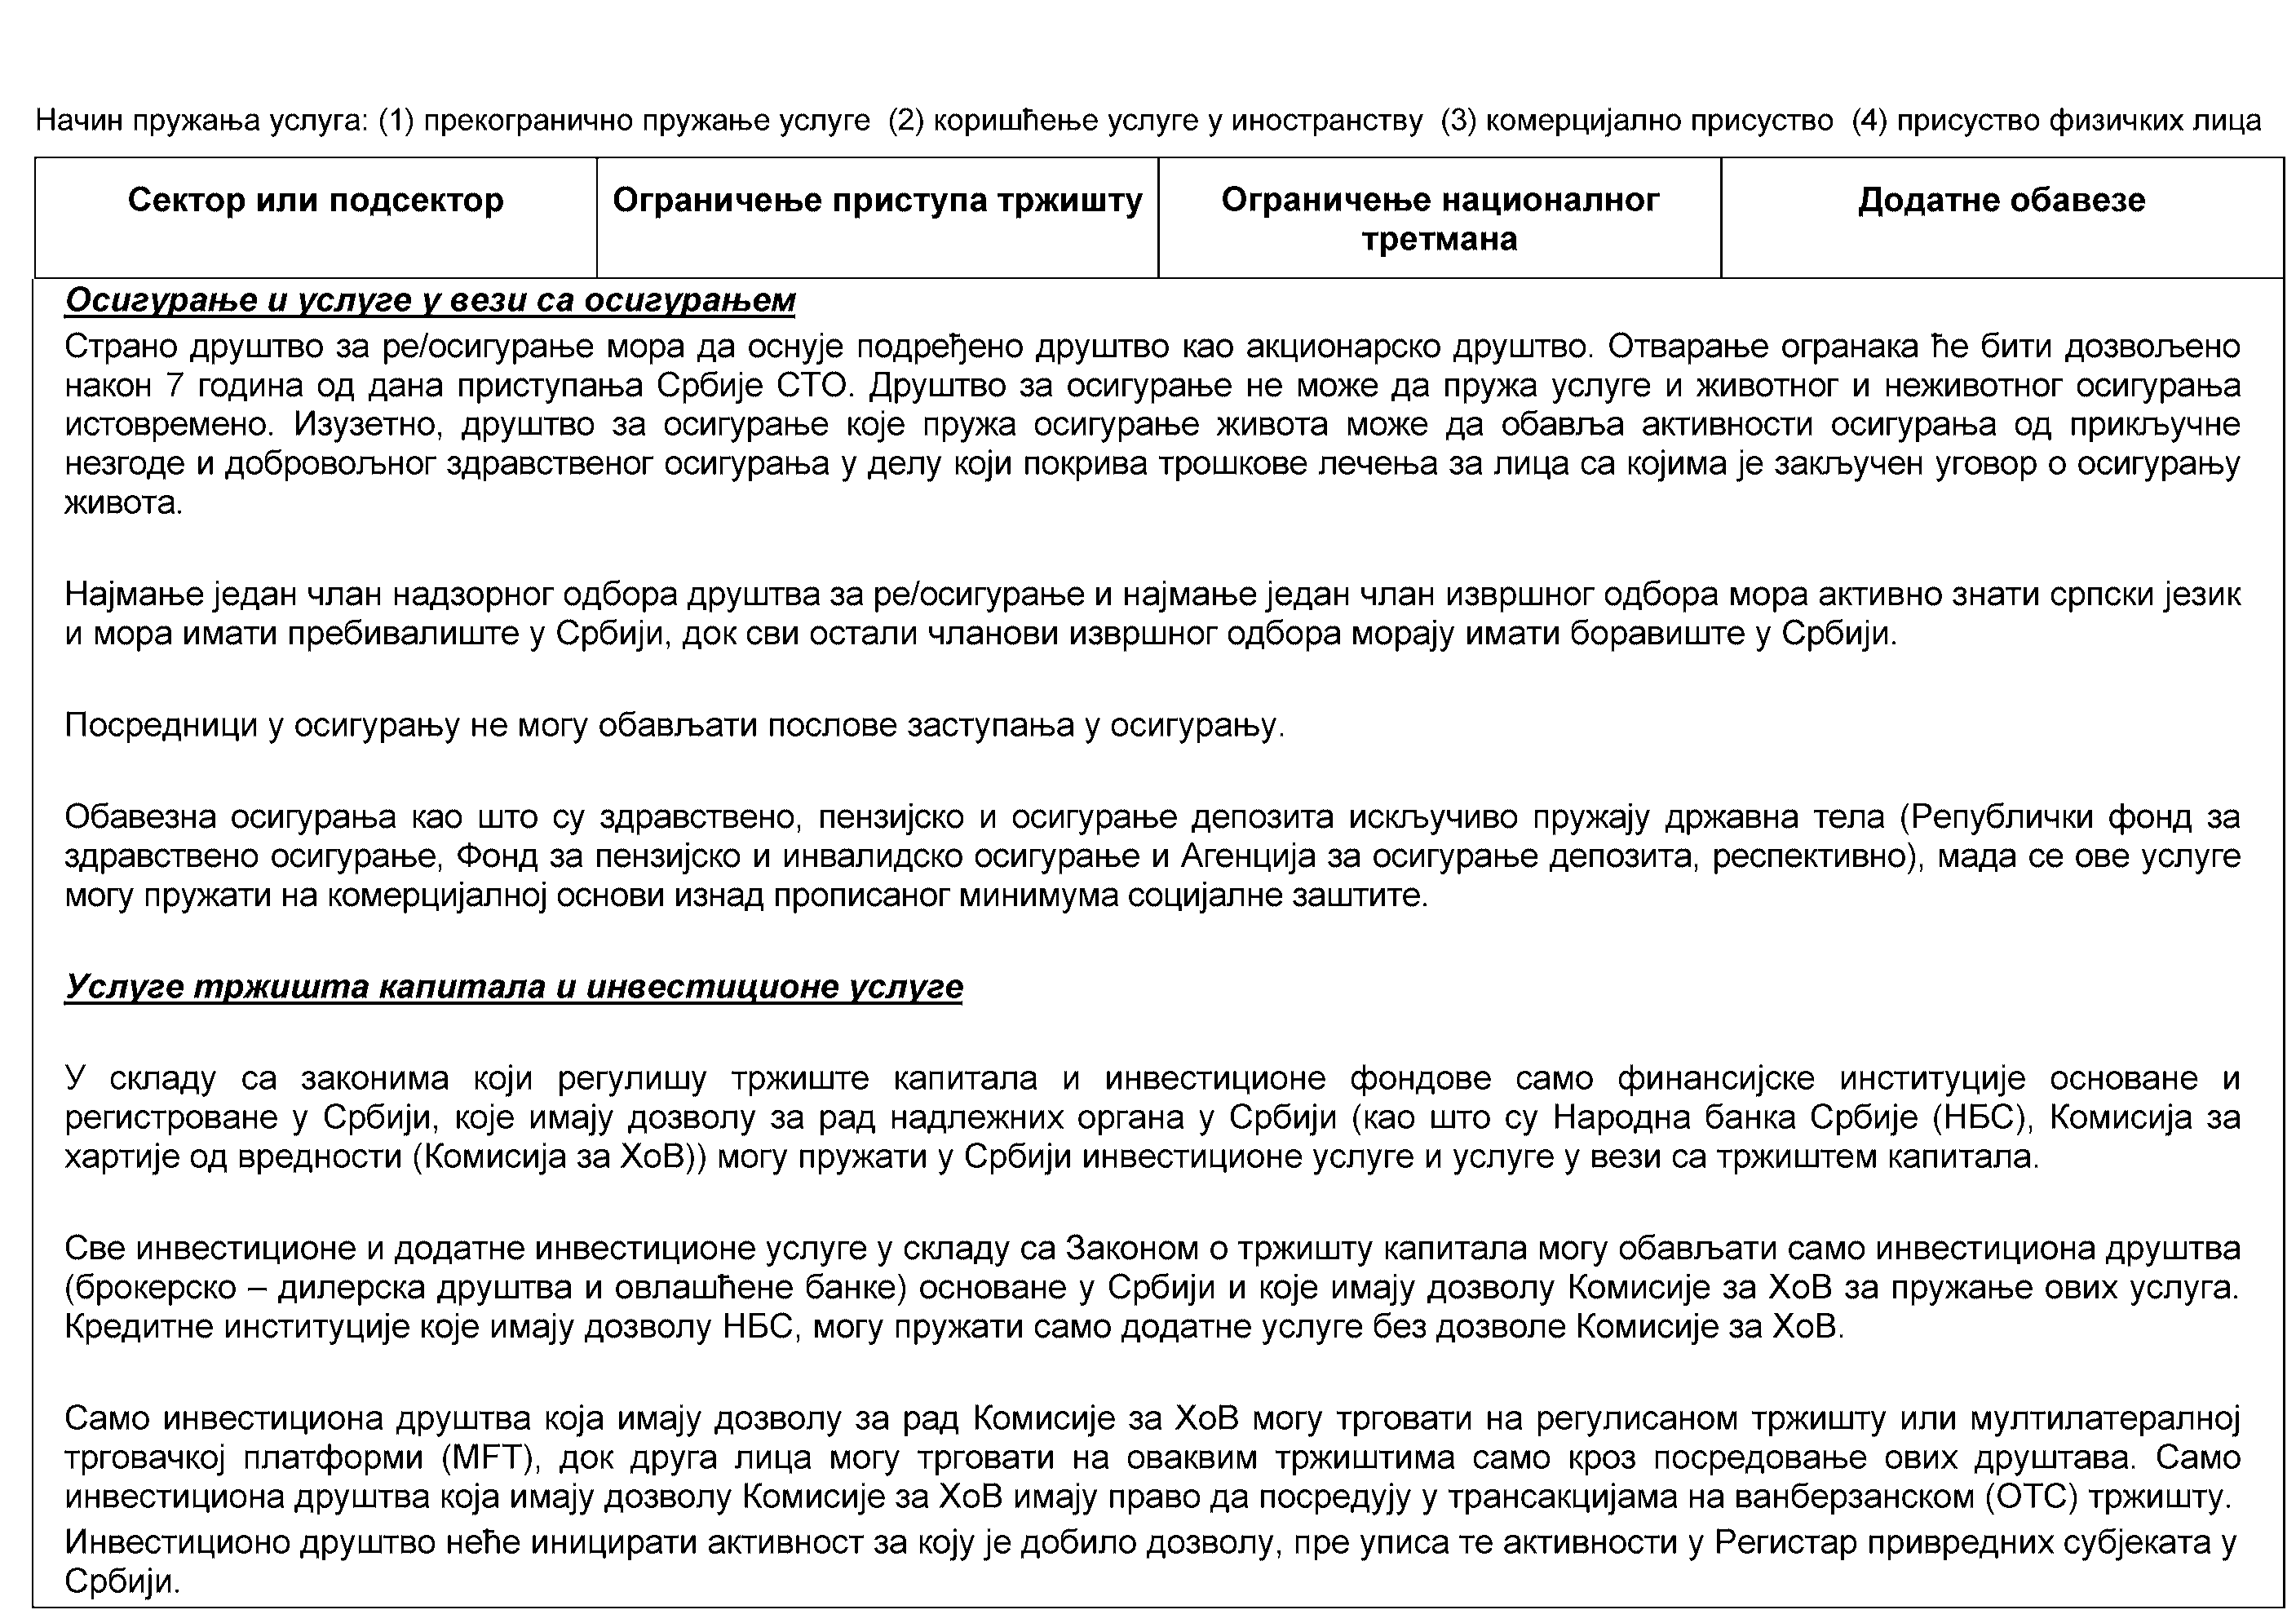 Начин пружања услуга: (1) прекогранично пружање услуге (2) коришћење услуге у иностранству (3) комерцијално присуство (4) присуство физичких лица
Сектор или подсектор
Ограничење приступа тржишту
Ограничење националног
третмана
Додатне обавезе
Осигурање и услуге у вези са осигурањем
Страно друштво за ре/осигурање мора да оснује подређено друштво као акционарско друштво. Отварање огранака ће бити дозвољено
након 7 година од дана приступања Србије СТО. Друштво за осигурање не може да пружа услуге и животног и неживотног осигурања
истовремено. Изузетно, друштво за осигурање које пружа осигурање живота може да обавља активности осигурања од прикључне
незгоде и добровољног здравственог осигурања у делу који покрива трошкове лечења за лица са којима је закључен уговор о осигурању
живота.
Најмање један члан надзорног одбора друштва за ре/осигурање и најмање један члан извршног одбора мора активно знати српски језик
и мора имати пребивалиште у Србији, док сви остали чланови извршног одбора морају имати боравиште у Србији.
Посредници у осигурању не могу обављати послове заступања у осигурању.
Обавезна осигурања као што су здравствено, пензијско и осигурање депозита искључиво пружају државна тела (Републички фонд за
здравствено осигурање, Фонд за пензијско и инвалидско осигурање и Агенција за осигурање депозита, респективно), мада се ове услуге
могу пружати на комерцијалној основи изнад прописаног минимума социјалне заштите.
Услуге тржишта капитала и инвестиционе услуге
У складу са законима који регулишу тржиште капитала и инвестиционе фондове само финансијске институције основане и
регистроване у Србији, које имају дозволу за рад надлежних органа у Србији (као што су Народна банка Србије (НБС), Комисија за
хартије од вредности (Комисија за ХоВ)) могу пружати у Србији инвестиционе услуге и услуге у вези са тржиштем капитала.
Све инвестиционе и додатне инвестиционе услуге у складу са Законом о тржишту капитала могу обављати само инвестициона друштва
(брокерско – дилерска друштва и овлашћене банке) основане у Србији и које имају дозволу Комисије за ХоВ за пружање ових услуга.
Кредитне институције које имају дозволу НБС, могу пружати само додатне услуге без дозволе Комисије за ХоВ.
Само инвестициона друштва која имају дозволу за рад Комисије за ХоВ могу трговати на регулисаном тржишту или мултилатералној
трговачкој платформи (MFT), док друга лица могу трговати на оваквим тржиштима само кроз посредовање ових друштава. Само
инвестициона друштва која имају дозволу Комисије за ХоВ имају право да посредују у трансакцијама на ванберзанском (ОТС) тржишту.
Инвестиционо друштво неће иницирати активност за коју је добило дозволу, пре уписа те активности у Регистар привредних субјеката у
Србији.